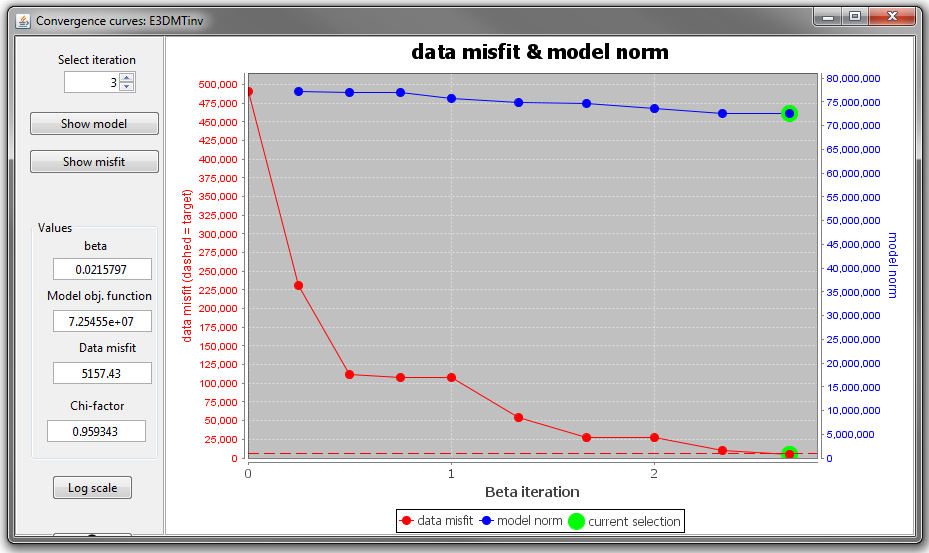 Convergence curves: E3DMTinv
Select iteration
3
Show model
Show misfit
Values
beta
0.0215797
Model obj. function
7.25455e+07
Data misfit
5157.43
Chi-factor
0.959343
Log scale
data misfit & model norm
data misfit (dashed = target)
500,000
475,000
450,000
425,000
400,000
375,000
350,000
325,000
300,000
275,000
250,000
225,000
200,000
175,000
150,000
125,000
100,000
75,000
50,000
25,000
0
0 1 2
Beta iteration
80,000,000
75,000,000
70,000,000
65,000,000
60,000,000
55,000,000
50,000,000
45,000,000
40,000,000
35,000,000
30,000,000
25,000,000
20,000,000
15,000,000
10,000,000
5,000,000
0
model norm
data misfit model norm current selection